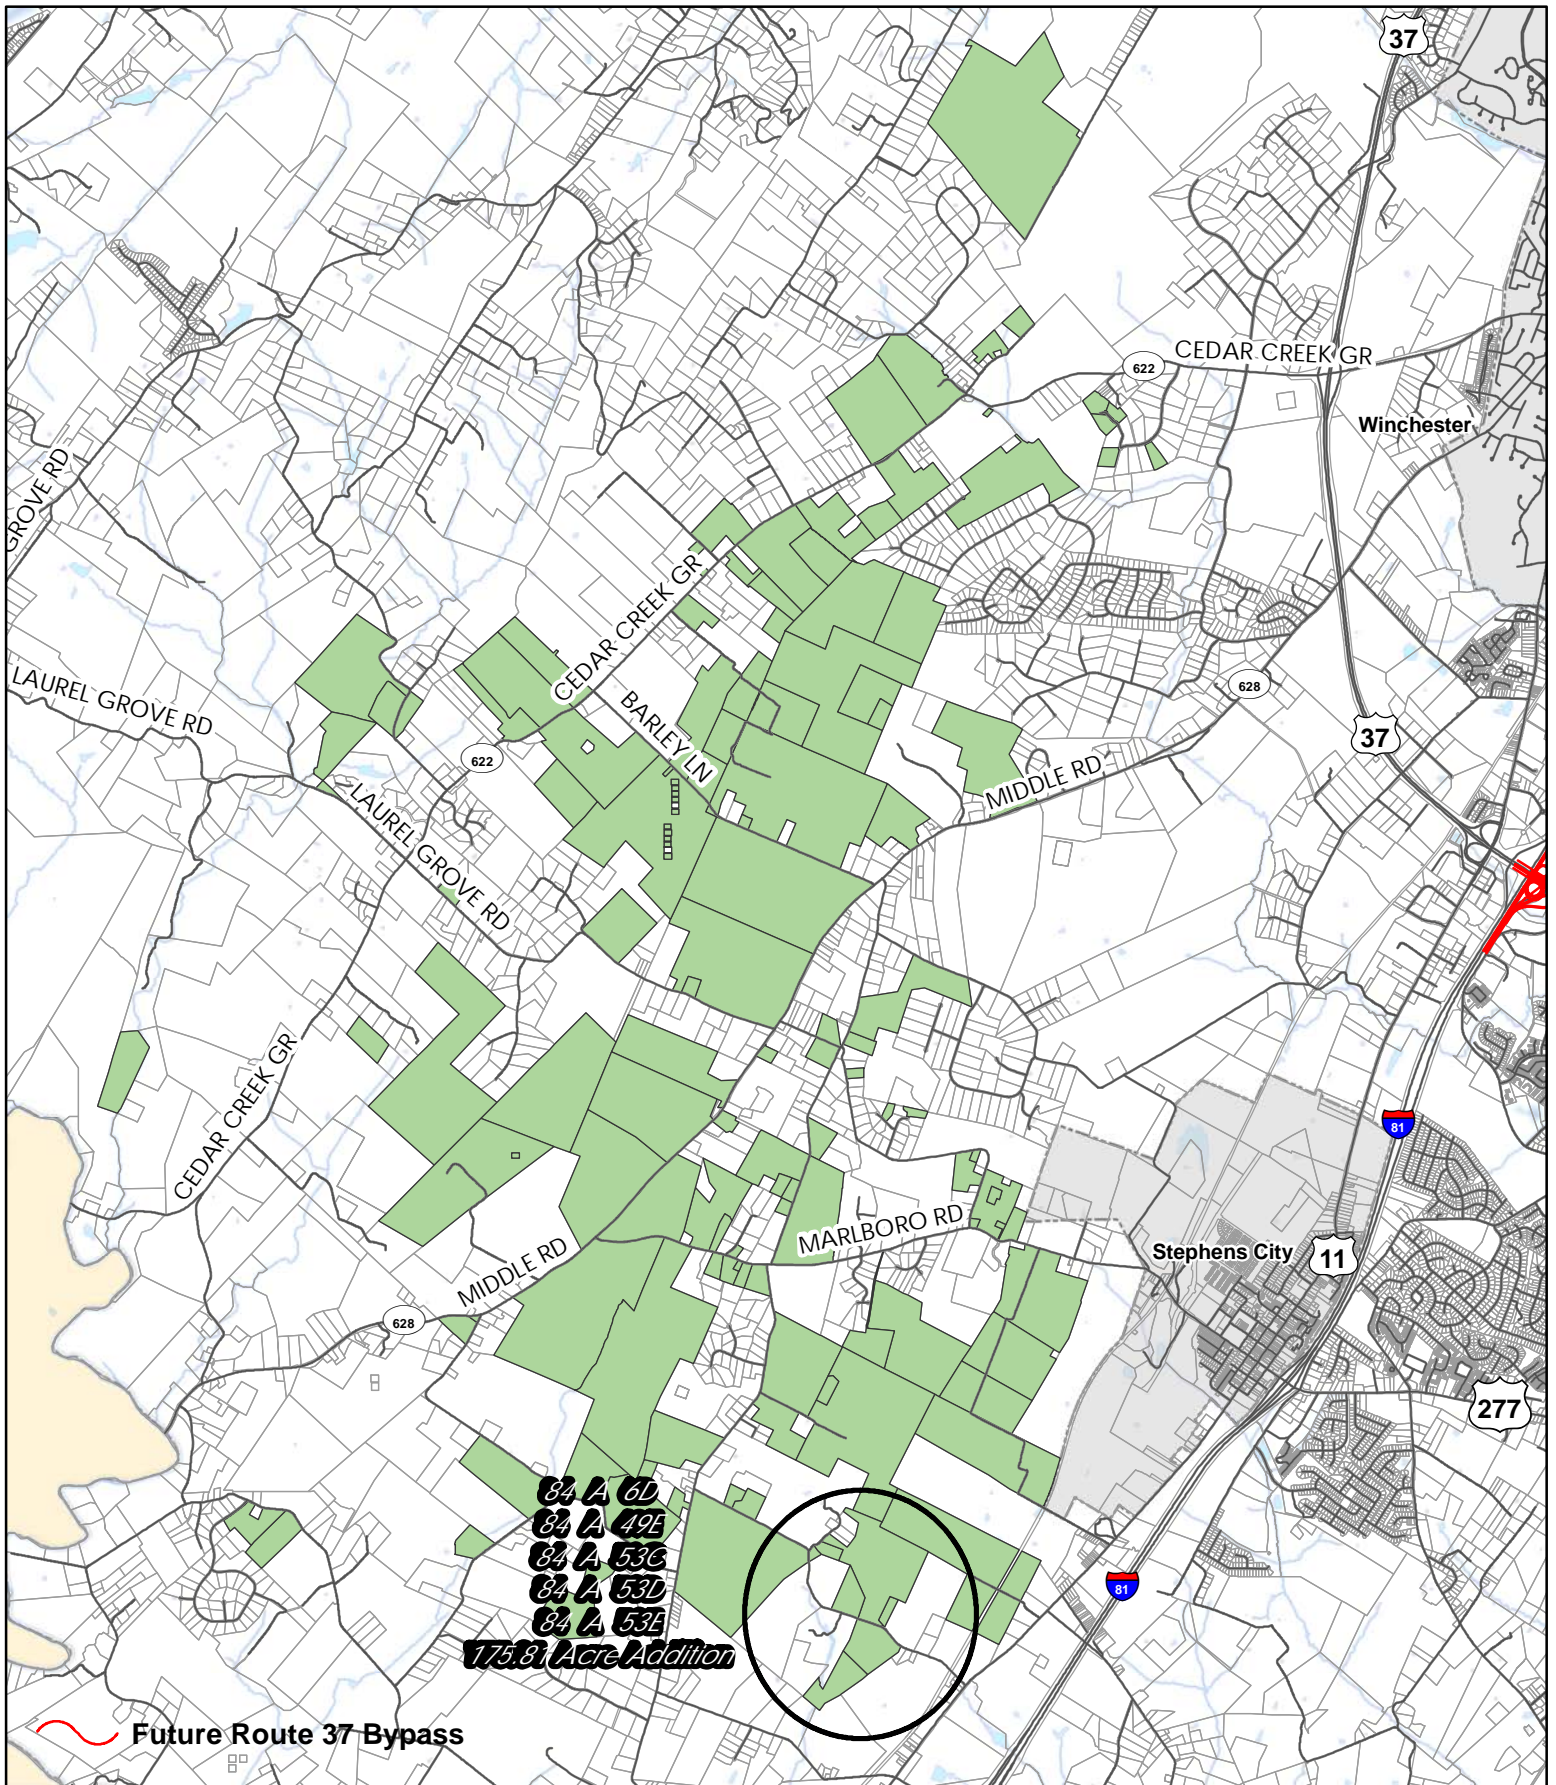 37
CEDAR CREEK GR
622
Winchester
GROVE RD
CEDAR CREEK GR
LAUREL GROVE RD
628
BARLEY LN
37
622
MIDDLE RD
LAUREL GROVE RD
CEDAR CREEK GR
81
MARLBORO RD
Stephens City
11
MIDDLE RD
628
277
84 A 6D
84 A 49E
84 A 53C
84 A 53D
84 A 53E
175.81 Acre Addition
81
Future Route 37 Bypass